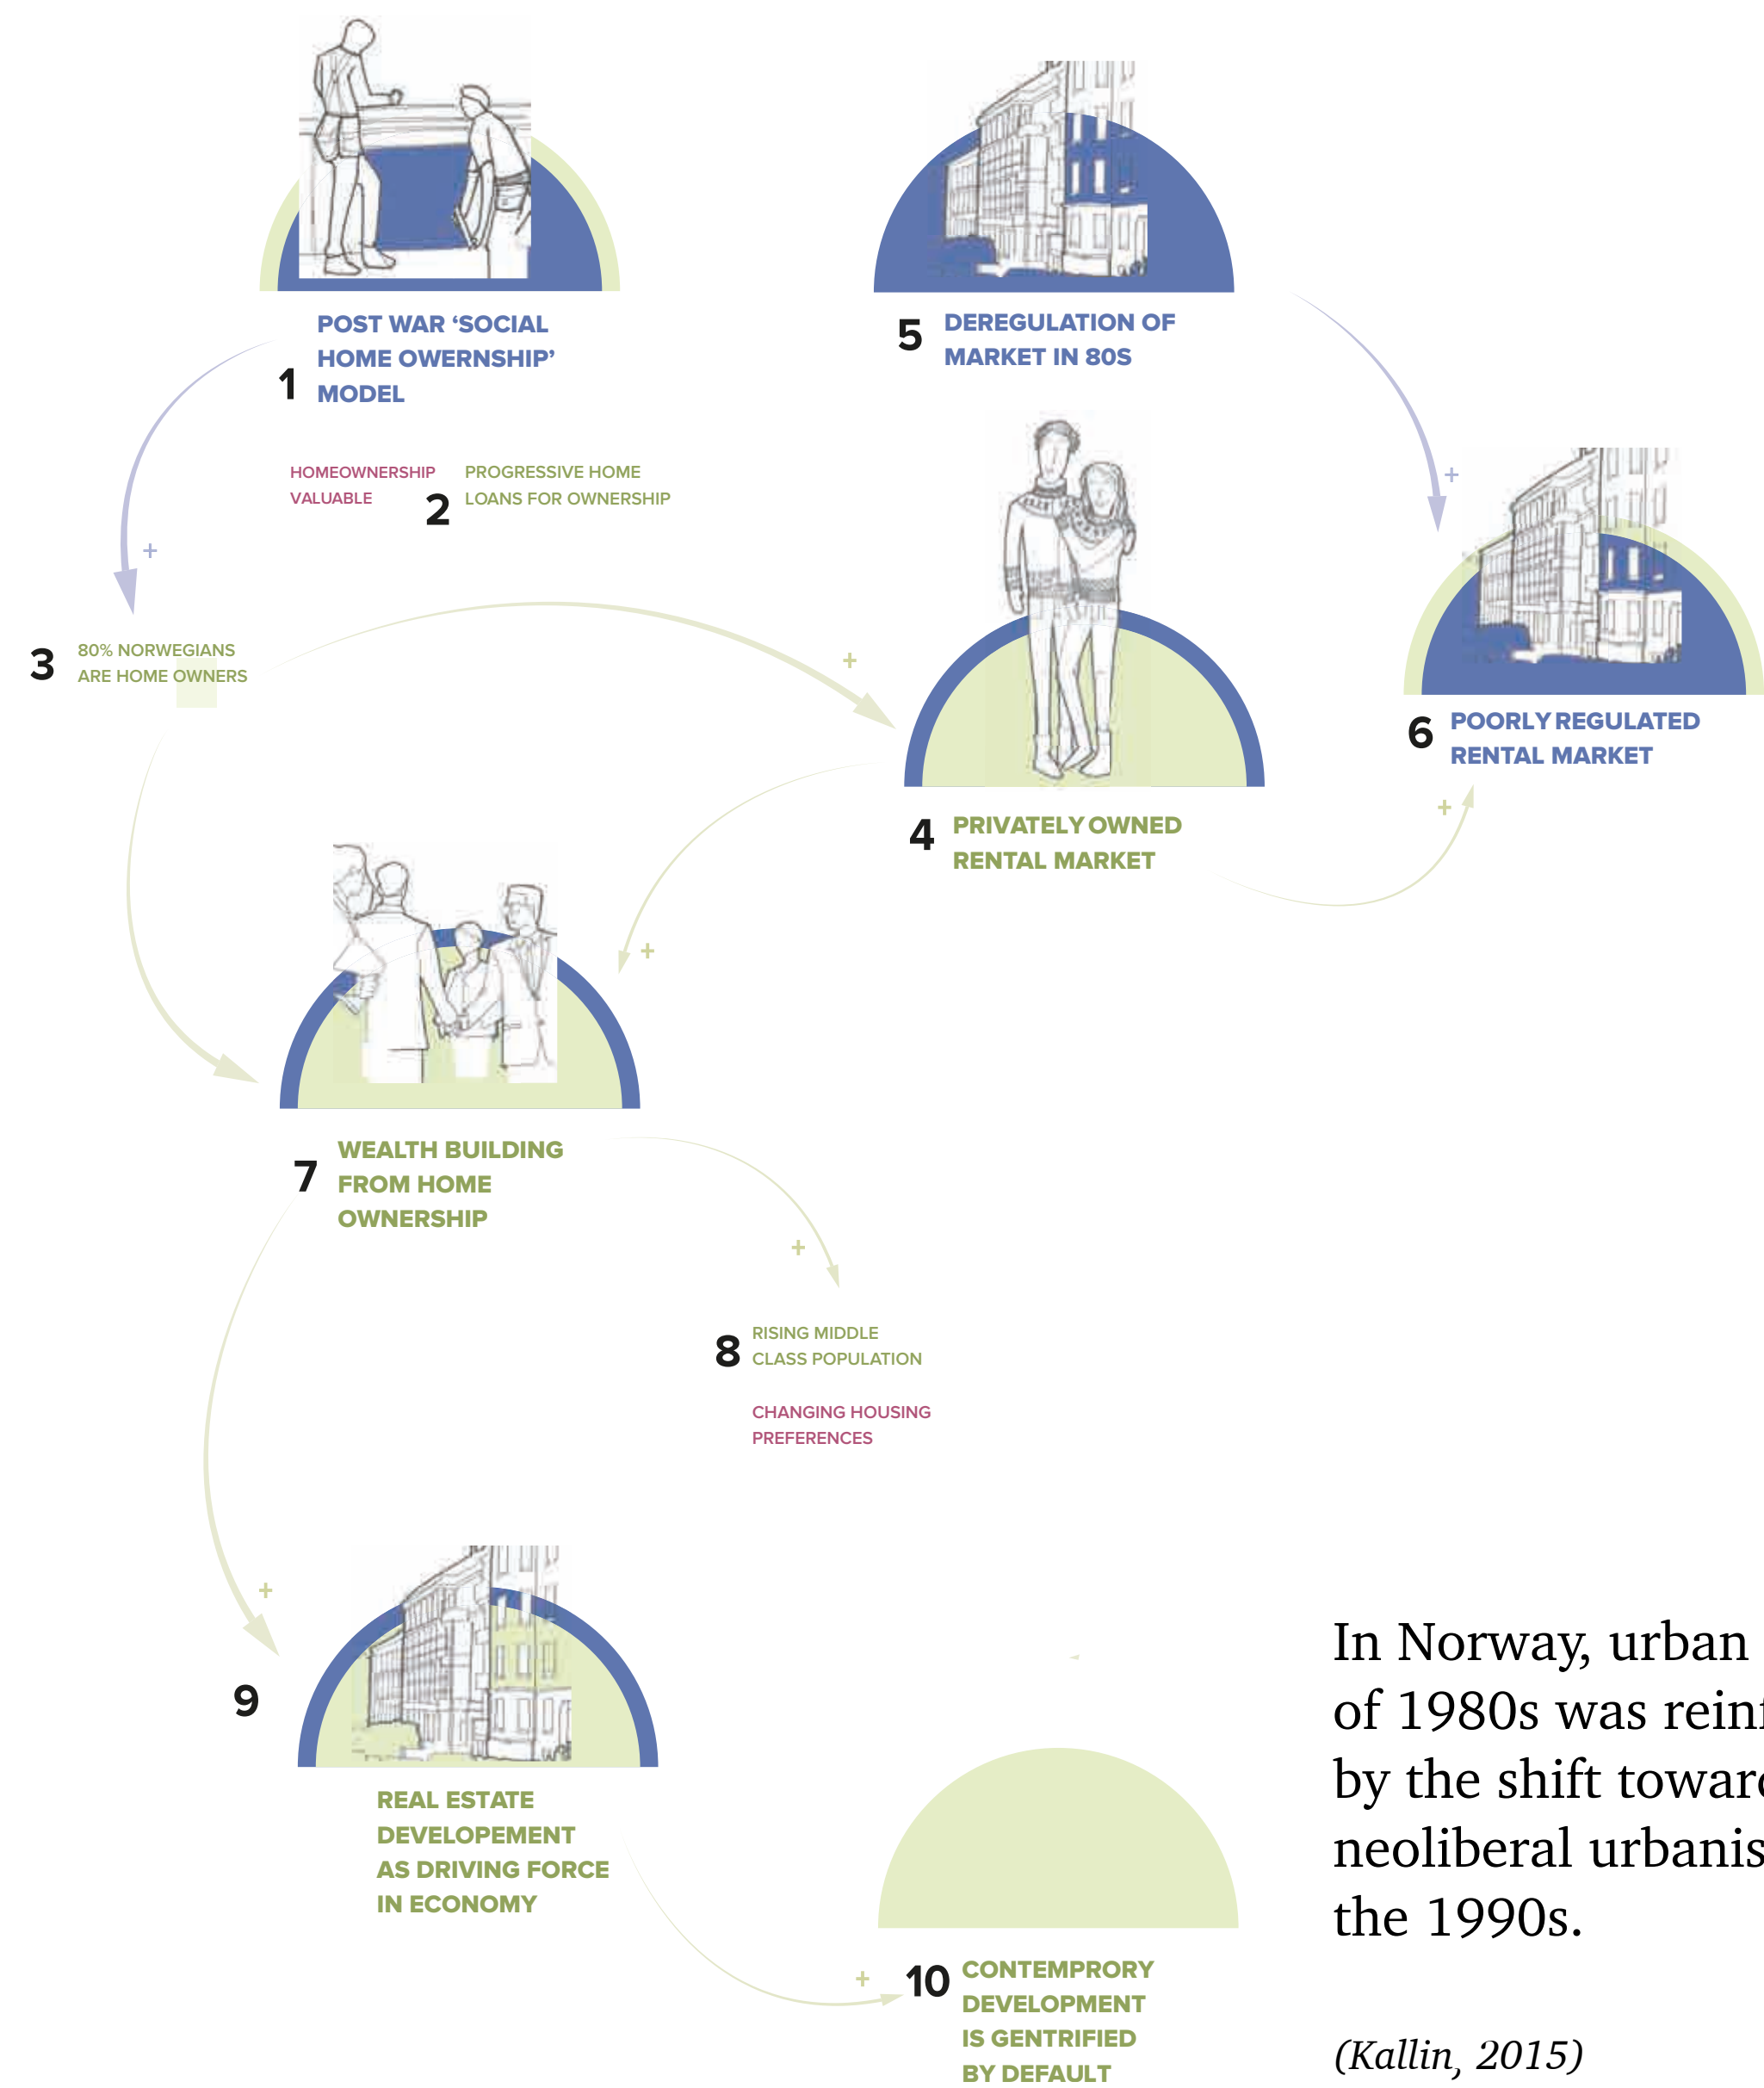 POST WAR ‘SOCIAL
HOME OWERNSHIP’
MODEL
1
HOMEOWNERSHIP
VALUABLE
2
PROGRESSIVE HOME
LOANS FOR OWNERSHIP
+
3
80% NORWEGIANS
ARE HOME OWNERS
+
5
DEREGULATION OF
MARKET IN 80S
+
4
PRIVATELY OWNED
RENTAL MARKET
+
6
POORLY REGULATED
RENTAL MARKET
+
7
WEALTH BUILDING
FROM HOME
OWNERSHIP
+
8
RISING MIDDLE
CLASS POPULATION
CHANGING HOUSING
PREFERENCES
+
9
REAL ESTATE
DEVELOPEMENT
AS DRIVING FORCE
IN ECONOMY
+
10
CONTEMPRORY
DEVELOPMENT
IS GENTRIFIED
BY DEFAULT
In Norway, urban
of 1980s was
by the shift
neoliberal
the 1990s.
(Kallin, 2015)